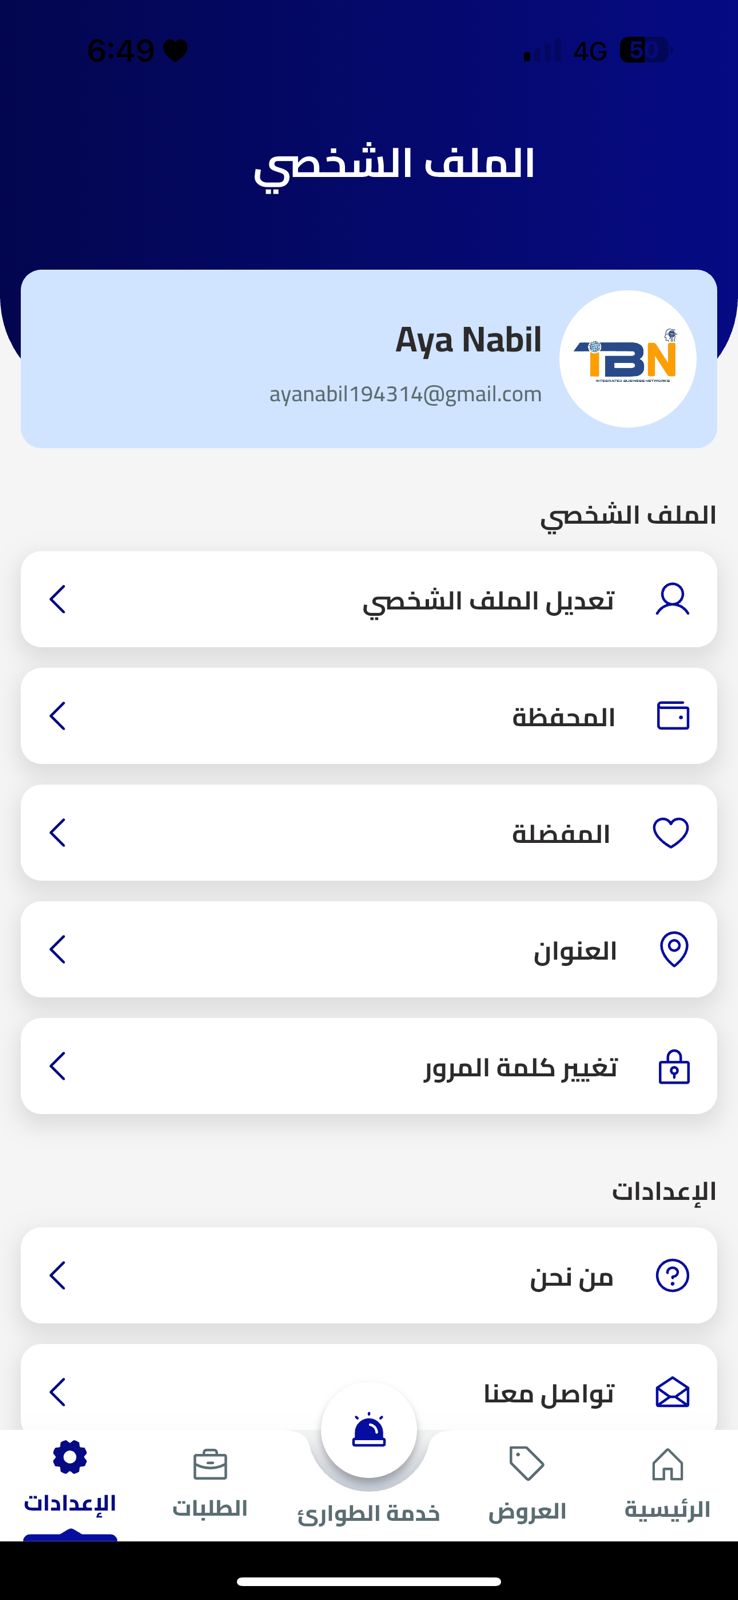 6:49
4G
50
الملف الشخصي
Aya Nabil
ayanabil194314@gmail.com
IBN
INTEGRATED BUSINESS NETWORKS
الملف الشخصي
تعديل الملف الشخصي
المحفظة
المفضلة
العنوان
تغيير كلمة المرور
الإعدادات
من نحن
تواصل معنا
الرئيسية
العروض
خدمة الطوارئ
الطلبات
الإعدادات